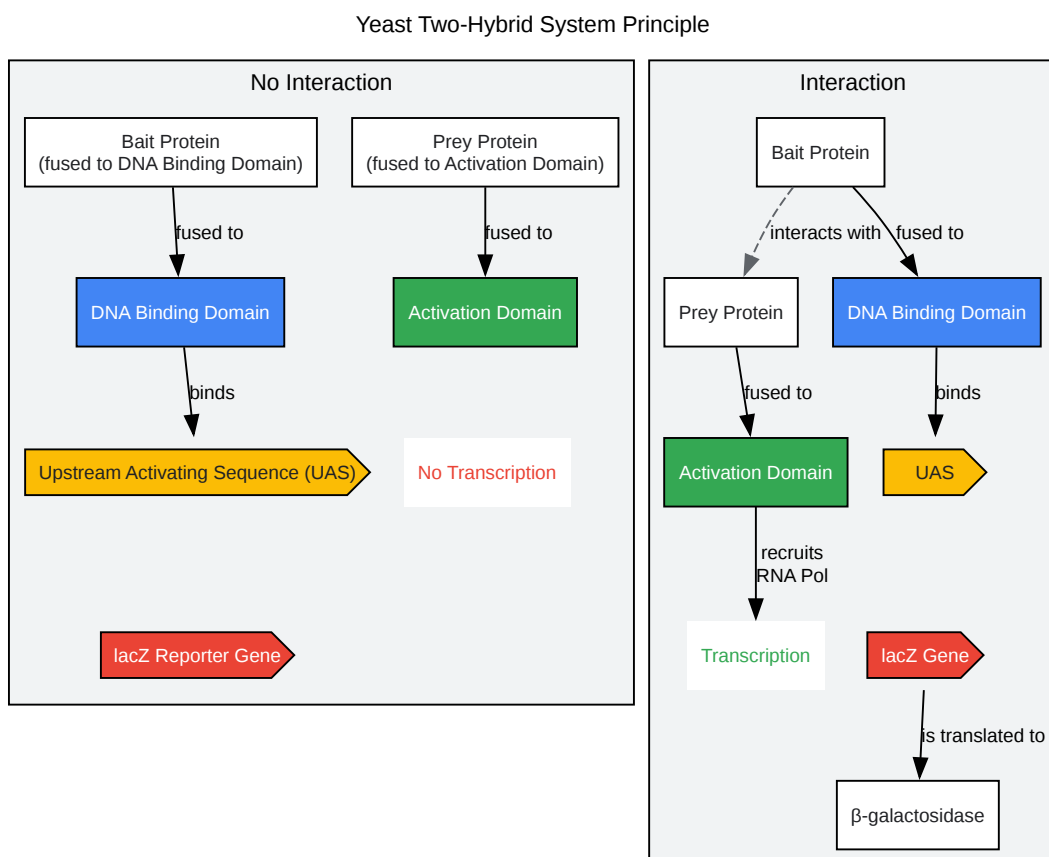 Yeast Two-Hybrid System Principle
No Interaction
Bait Protein
(fused to DNA Binding Domain)
Prey Protein
(fused to Activation Domain)
fused to
fused to
DNA Binding Domain
Activation Domain
binds
Upstream Activating Sequence (UAS)
No Transcription
lacZ Reporter Gene
Interaction
Bait Protein
interacts with
fused to
Prey Protein
DNA Binding Domain
fused to
binds
Activation Domain
UAS
recruits
RNA Pol
Transcription
lacZ Gene
is translated to
β-galactosidase